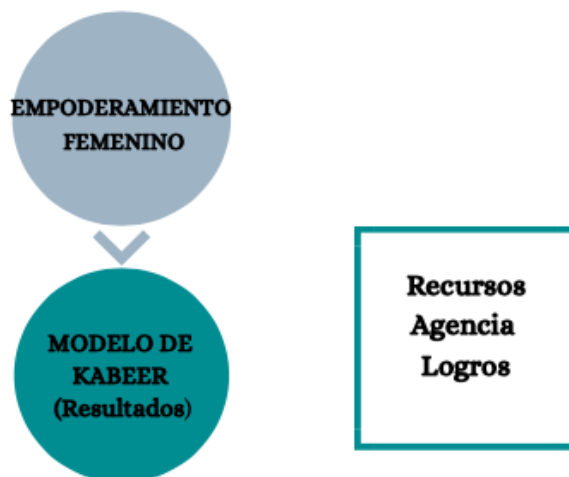 EMPODERAMIENTO
FEMENINO
MODELO DE
KABEER
(Resultados)
Recursos
Agencia
Logros